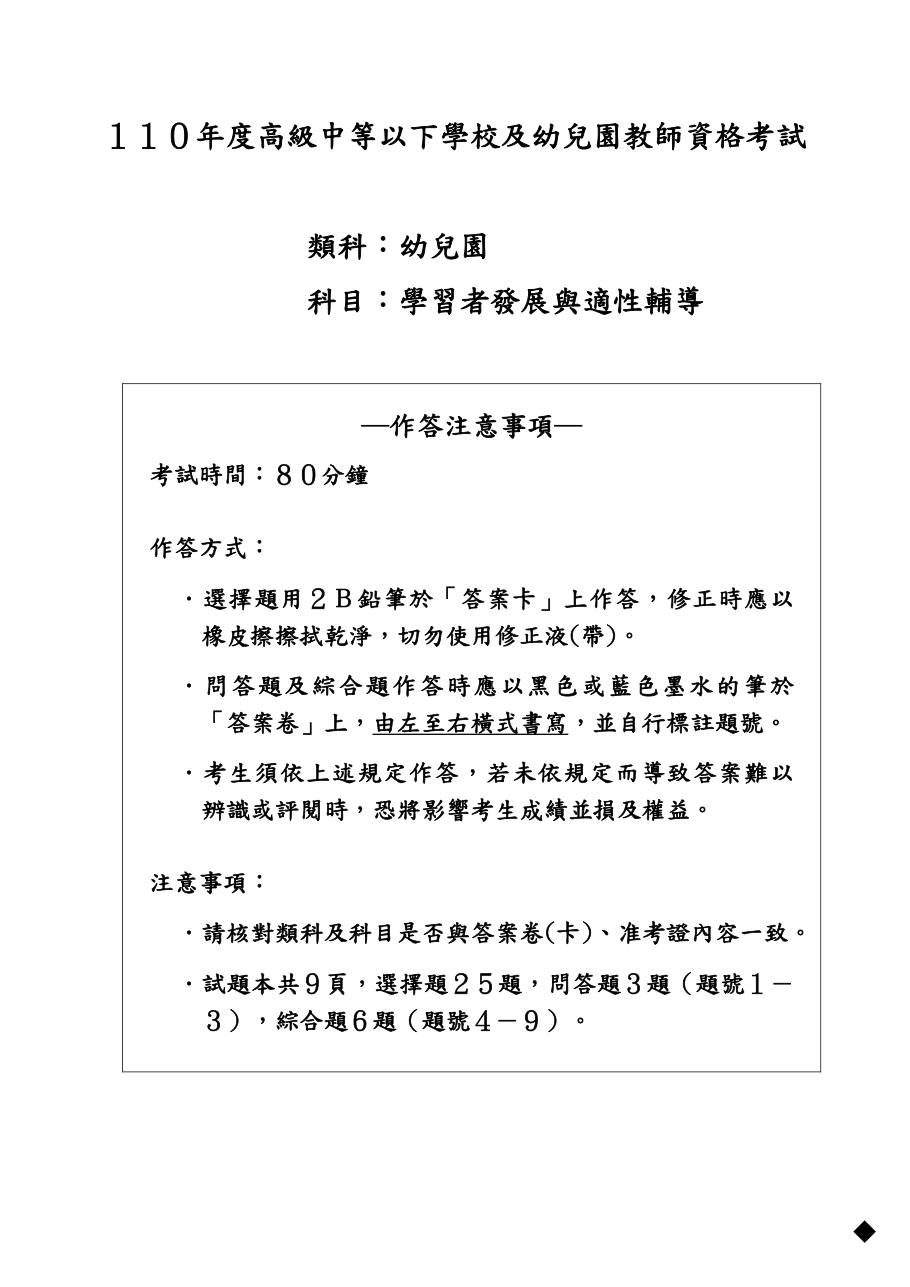 １１０年度高級中等以下學校及幼兒園教師資格考試
類科：幼兒園
科目：學習者發展與適性輔導
—作答注意事項—
考試時間：８０分鐘
作答方式：
．選擇題用２Ｂ鉛筆於「答案卡」上作答，修正時應以
橡皮擦擦拭乾淨，切勿使用修正液(帶)。
．問答題及綜合題作答時應以黑色或藍色墨水的筆於
「答案卷」上，由左至右橫式書寫，並自行標註題號。
．考生須依上述規定作答，若未依規定而導致答案難以
辨識或評閱時，恐將影響考生成績並損及權益。
注意事項：
．請核對類科及科目是否與答案卷(卡)、准考證內容一致。
．試題本共９頁，選擇題２５題，問答題３題（題號１－
３），綜合題６題（題號４－９）。